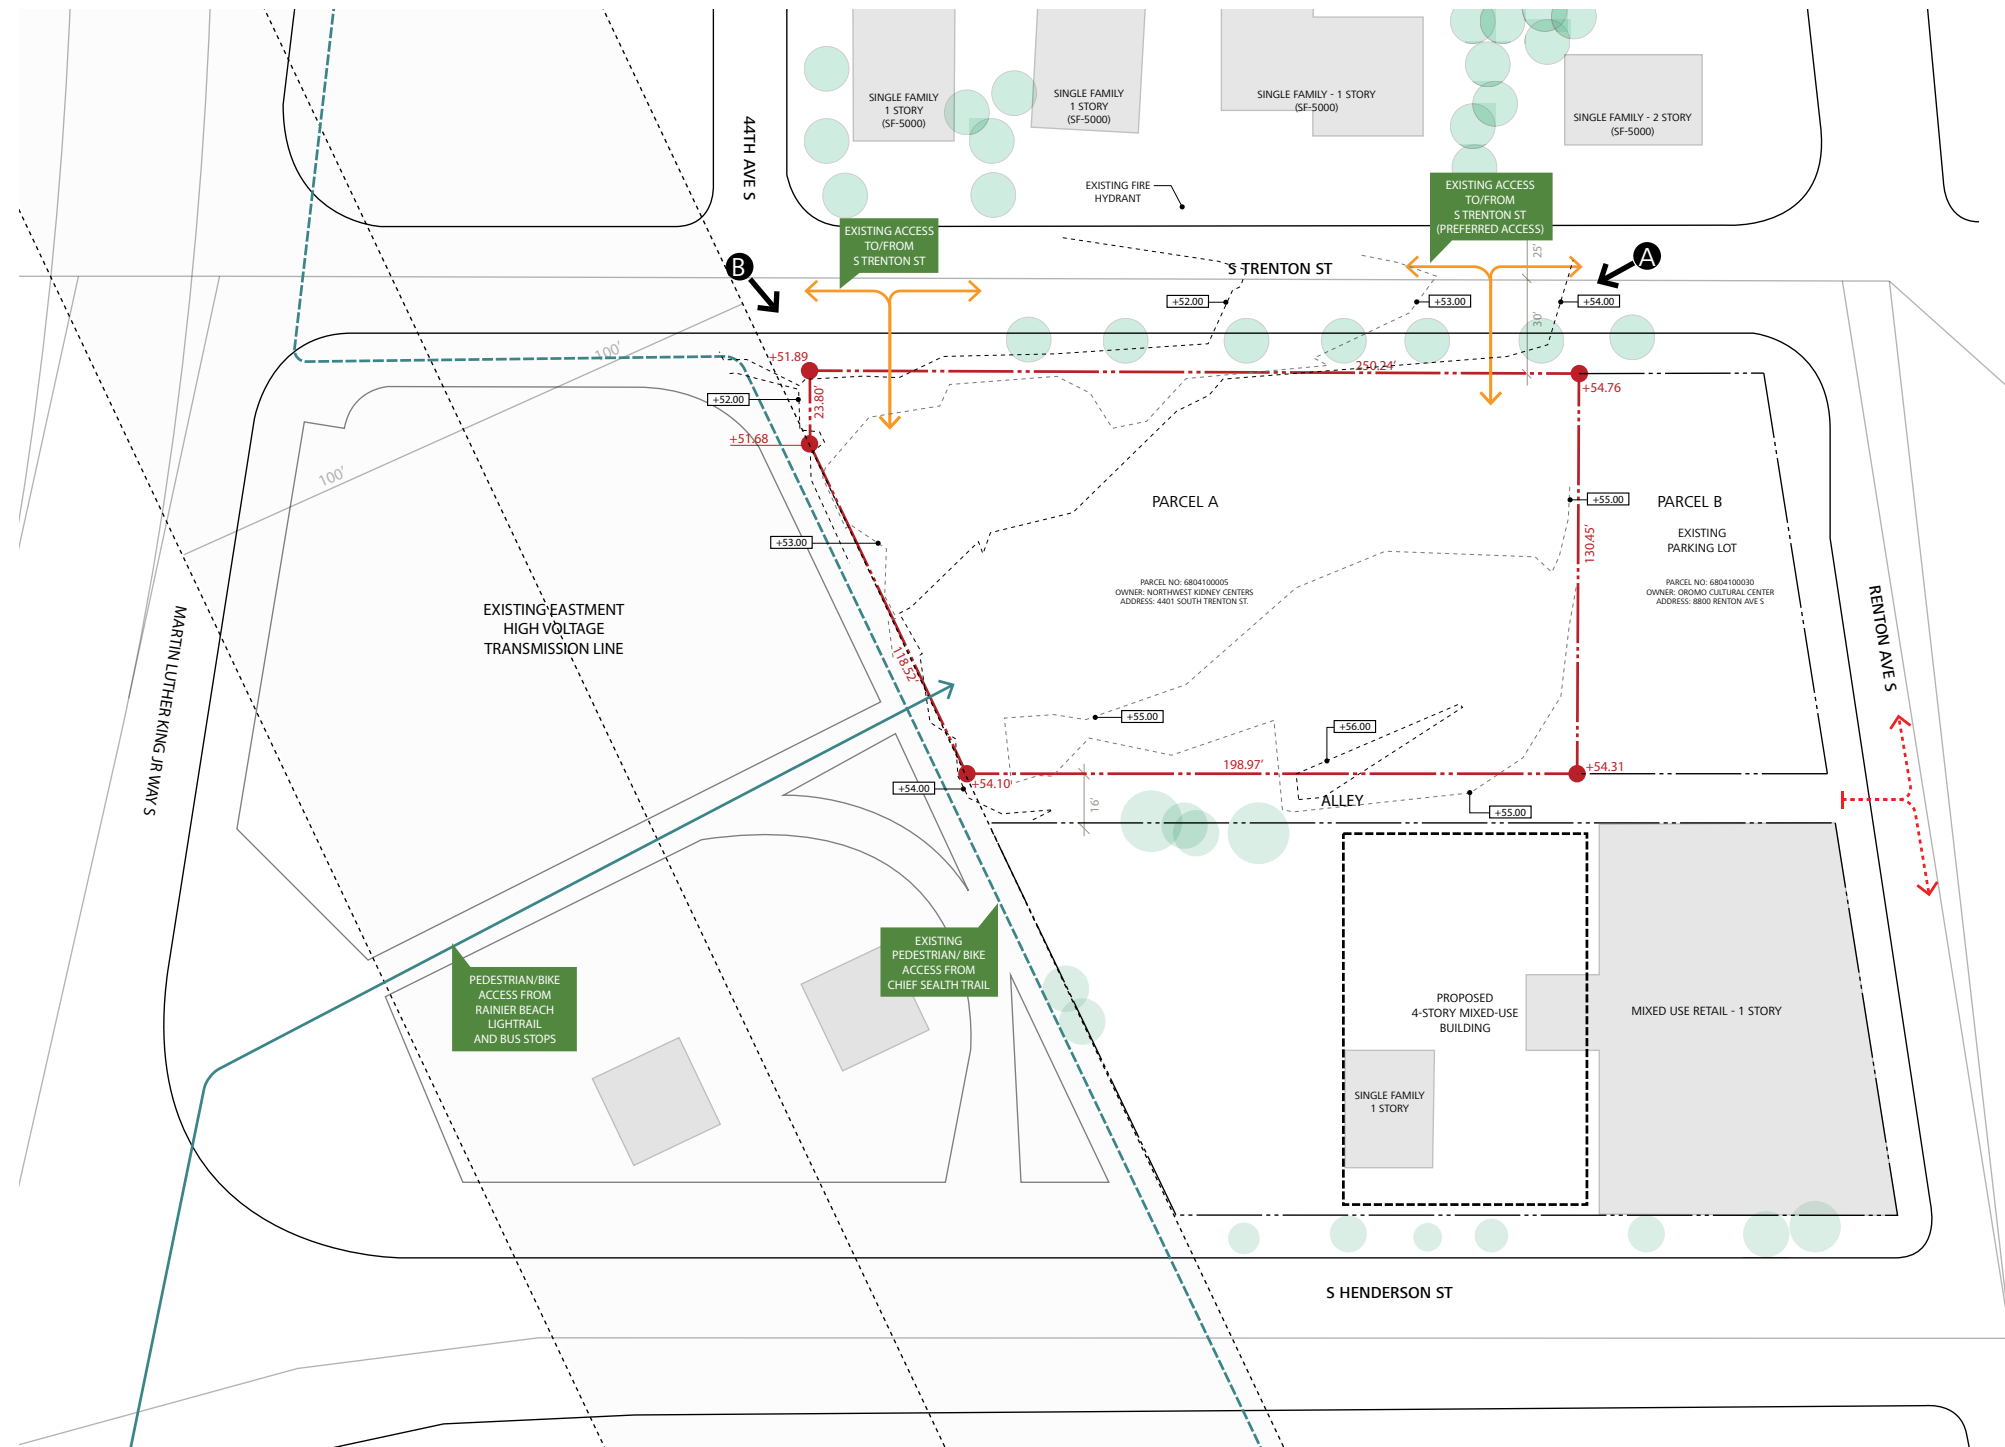 SINGLE FAMILY
1 STORY
(SF-5000)
SINGLE FAMILY
1 STORY
(SF-5000)
SINGLE FAMILY - 1 STORY
(SF-5000)
SINGLE FAMILY - 2 STORY
(SF-5000)
44TH AVE S
EXISTING FIRE
HYDRANT
EXISTING ACCESS
TO/FROM
S TRENTON ST
(PREFERRED ACCESS)
EXISTING ACCESS
TO/FROM
S TRENTON ST
25'
B
S TRENTON ST
A
+52.00
+53.00
+54.00
30'
100'
+51.89
250.24'
+54.76
+52.00
23.80'
+51.68
100'
PARCEL A
+55.00
PARCEL B
EXISTING
PARKING LOT
+53.00
130.45'
PARCEL NO: 6804100005
OWNER: NORTHWEST KIDNEY CENTERS
ADDRESS: 4401 SOUTH TRENTON ST.
PARCEL NO: 6804100030
OWNER: OROMO CULTURAL CENTER
ADDRESS: 8800 RENTON AVE S
EXISTING EASTMENT
HIGH VOLTAGE
TRANSMISSION LINE
RENTON AVE S
MARTIN LUTHER KING JR WAY S
118.52'
+55.00
+56.00
198.97'
+54.31
+54.10'
+54.00
16'
ALLEY
+55.00
EXISTING
PEDESTRIAN/ BIKE
ACCESS FROM
CHIEF SEALTH TRAIL
PEDESTRIAN/BIKE
ACCESS FROM
RAINIER BEACH
LIGHTRAIL
AND BUS STOPS
PROPOSED
4-STORY MIXED-USE
BUILDING
MIXED USE RETAIL - 1 STORY
SINGLE FAMILY
1 STORY
S HENDERSON ST